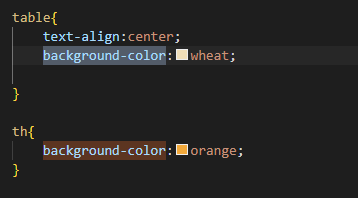 table{
text-align:center;
background-color:wheat;
}
th{
background-color:orange;
}